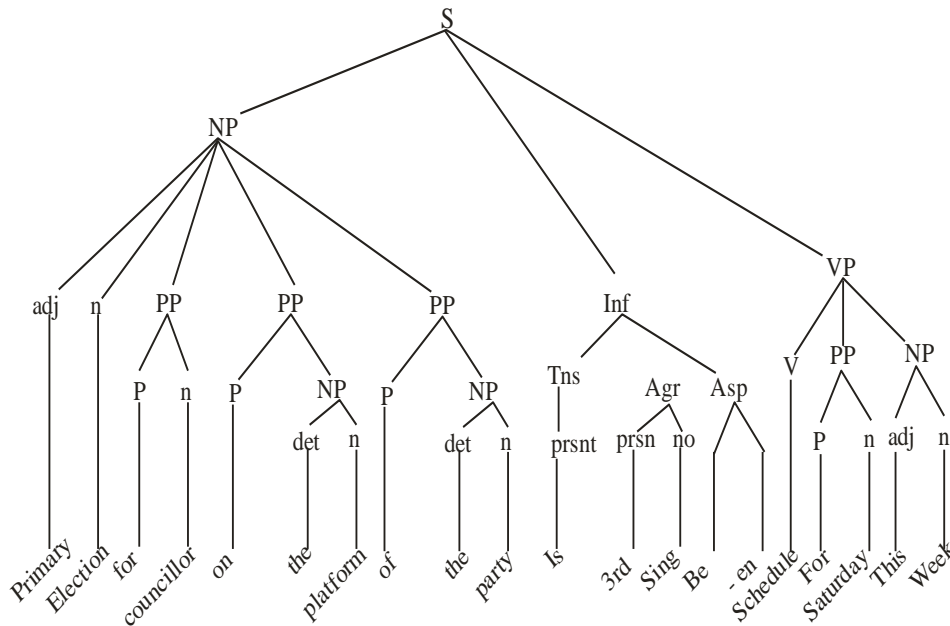 S
NP
VP
adj n PP PP PP Inf
V PP NP
P n P NP P NP Tns Agr Asp
det n det n prsnt prsn no P n adj n
Primary Election for councillor on the platform of the party Is 3rd Sing Be -en Schedule For Saturday This Week